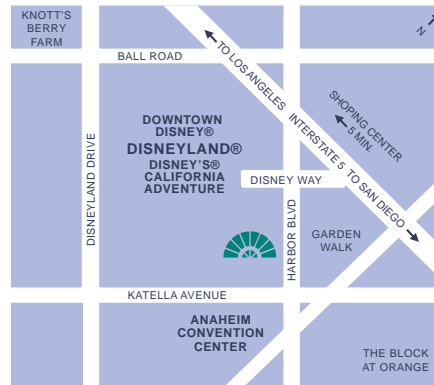 KNOTT'S
BERRY
FARM
N
BALL ROAD
TO LOS ANGELES INTERSTATE 5 TO SAN DIEGO
SHOPING CENTER
5 MIN.
DOWNTOWN
DISNEY®
DISNEYLAND®
DISNEY'S®
CALIFORNIA
ADVENTURE
DISNEY WAY
DISNEYLAND DRIVE
HARBOR BLVD
GARDEN
WALK
KATELLA AVENUE
ANAHEIM
CONVENTION
CENTER
THE BLOCK
AT ORANGE